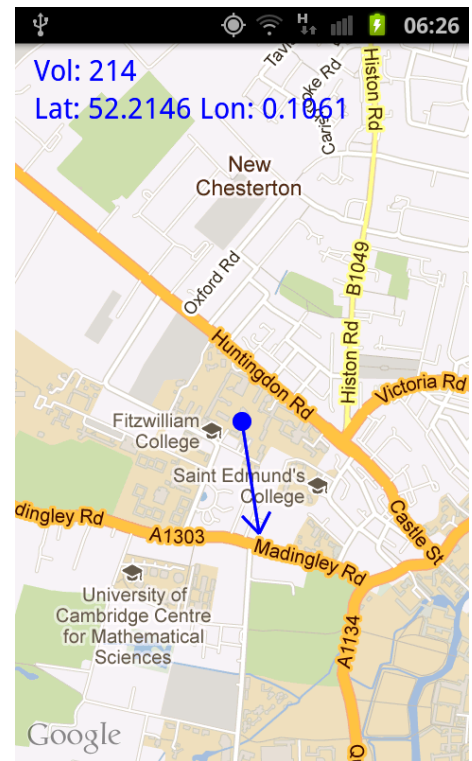 H
06:26
Vol: 214
Lat: 52.2146 Lon: 0.1061
Histon Rd
New
Chesterton
Oxford Rd
B1049
Histon Rd
Huntingdon Rd
Victoria Rd
Fitzwilliam
College
Saint Edmund's
College
dingley Rd
A1303
Madingley Rd
Castle St
University of
Cambridge Centre
for Mathematical
Sciences
A1134
Google